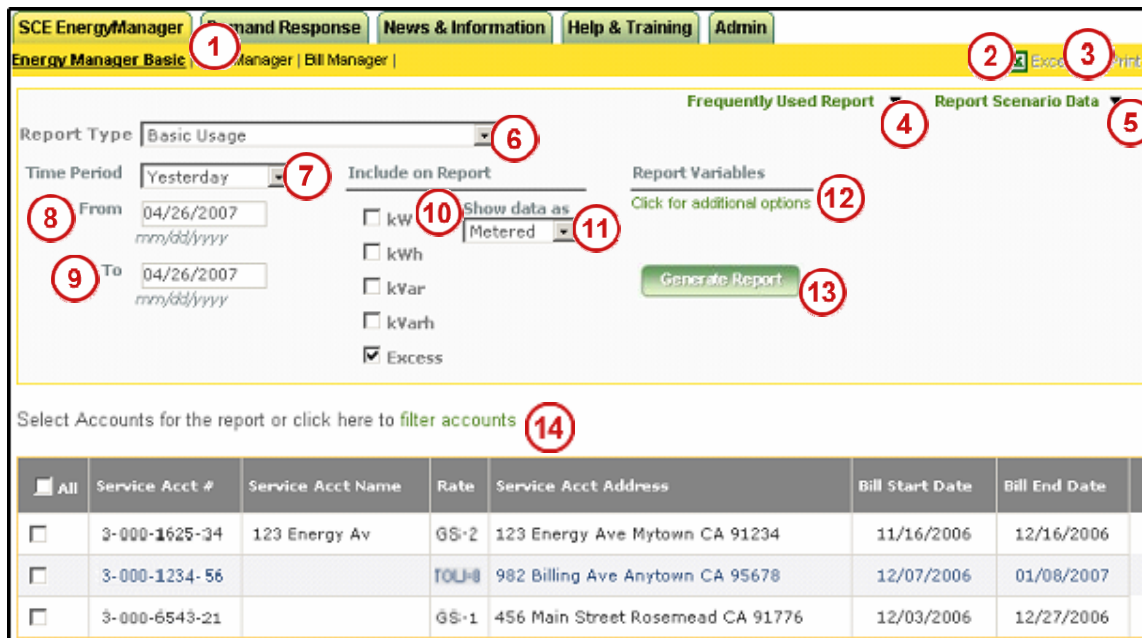 SCE EnergyManager mand Response News & Information Help & Training Admin
1
Energy Manager Basic | Manager | Bill Manager |
2 Exce 3 Print
Frequently Used Report 4 Report Scenario Data 5
Report Type Basic Usage 6
Time Period Yesterday 7 Include on Report Report Variables
8 From 04/26/2007 10 Show data as Click for additional options 12
mm/dd/yyyy kW Metered 11
9 To 04/26/2007 kWh
mm/dd/yyyy kVar Generate Report 13
kVarh
Excess
Select Accounts for the report or click here to filter accounts 14
All Service Acct # Service Acct Name Rate Service Acct Address Bill Start Date Bill End Date
3-000-1625-34 123 Energy Av GS-2 123 Energy Ave Mytown CA 91234 11/16/2006 12/16/2006
3-000-1234-56 TOU-8 982 Billing Ave Anytown CA 95678 12/07/2006 01/08/2007
3-000-6543-21 GS-1 456 Main Street Rosemead CA 91776 12/03/2006 12/27/2006